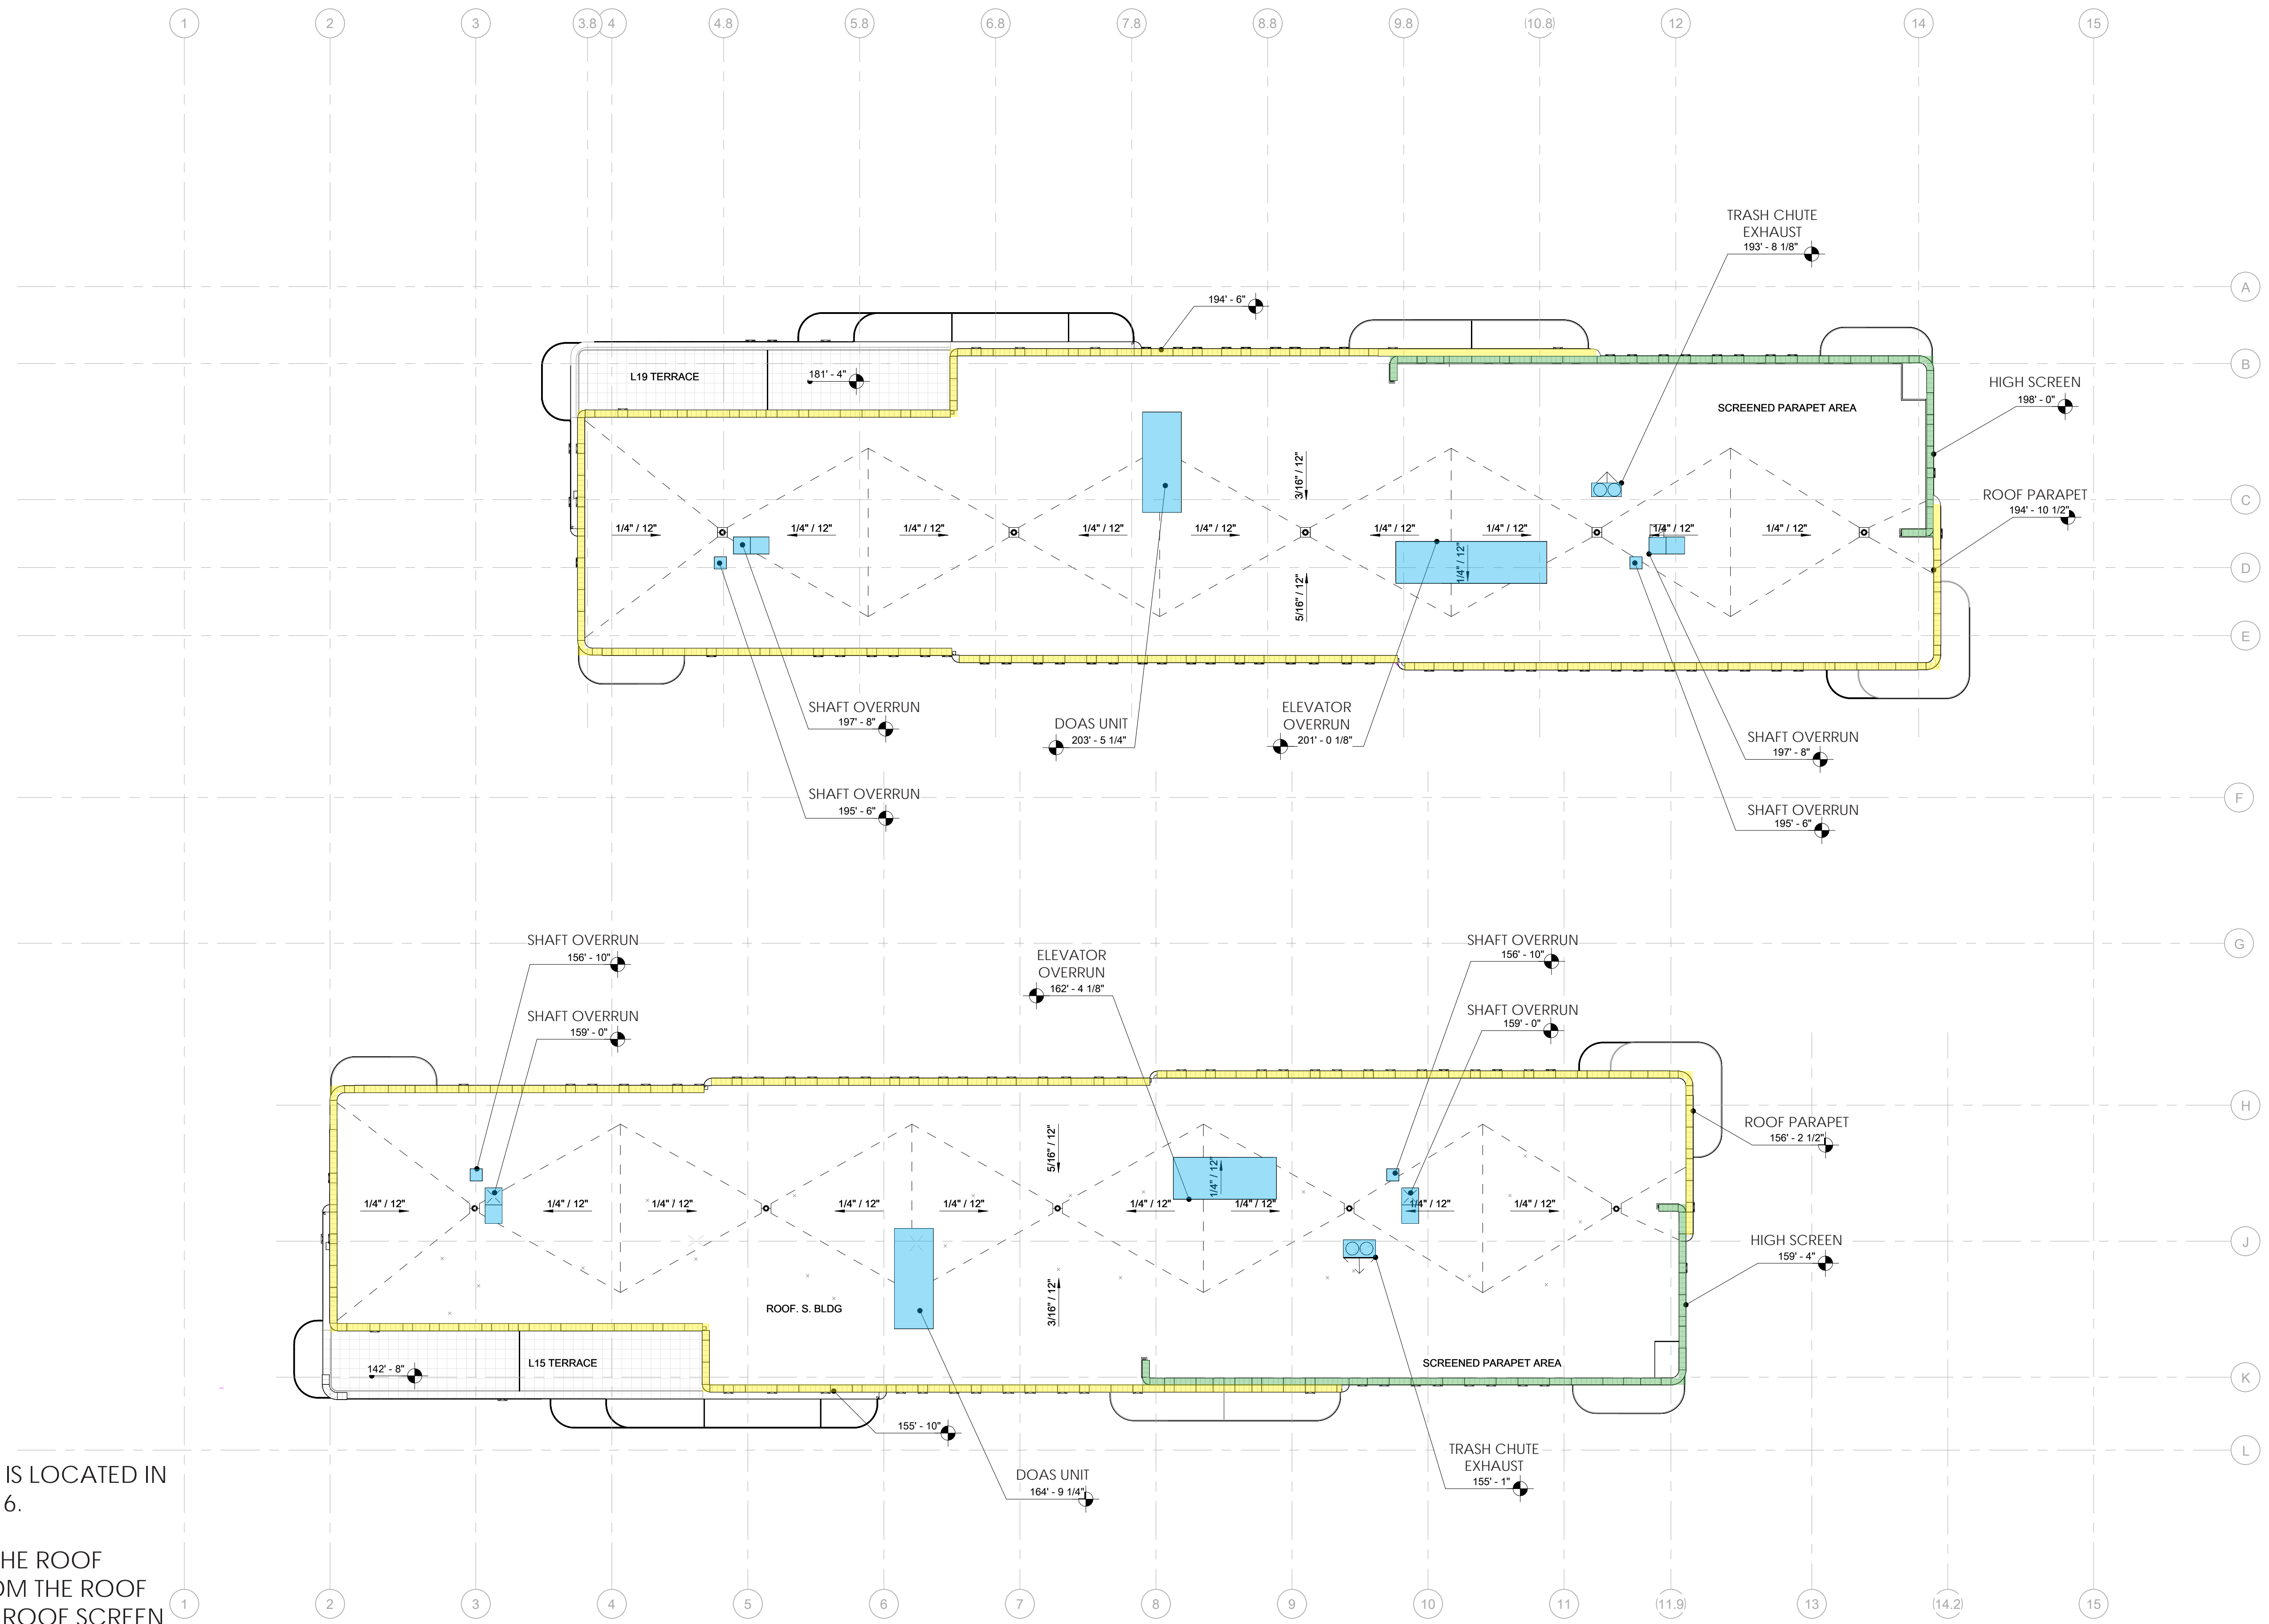 1 2 3 3.8 4 4.8 5.8 6.8 7.8 8.8 9.8 (10.8) 12 14 15
TRASH CHUTE
EXHAUST
193' - 8 1/8"
A
194' - 6"
B
L19 TERRACE
181' - 4"
HIGH SCREEN
198' - 0"
SCREENED PARAPET AREA
3/16" / 12"
C
ROOF PARAPET
194' - 10 1/2"
1/4" / 12" 1/4" / 12" 1/4" / 12" 1/4" / 12" 1/4" / 12" 1/4" / 12" 1/4" / 12" 1/4" / 12" 1/4" / 12"
1/4" / 12"
D
5/16" / 12"
E
SHAFT OVERRUN
197' - 8"
DOAS UNIT
203' - 5 1/4"
ELEVATOR
OVERRUN
201' - 0 1/8"
SHAFT OVERRUN
197' - 8"
SHAFT OVERRUN
195' - 6"
F
SHAFT OVERRUN
195' - 6"
SHAFT OVERRUN
156' - 10"
G
ELEVATOR
OVERRUN
162' - 4 1/8"
SHAFT OVERRUN
156' - 10"
SHAFT OVERRUN
159' - 0"
SHAFT OVERRUN
159' - 0"
H
ROOF PARAPET
156' - 2 1/2"
5/16" / 12"
1/4" / 12"
1/4" / 12" 1/4" / 12" 1/4" / 12" 1/4" / 12" 1/4" / 12" 1/4" / 12" 1/4" / 12" 1/4" / 12" 1/4" / 12"
J
HIGH SCREEN
159' - 4"
3/16" / 12"
ROOF. S. BLDG
142' - 8"
L15 TERRACE
SCREENED PARAPET AREA
K
155' - 10"
L
TRASH CHUTE
EXHAUST
155' - 1"
DOAS UNIT
164' - 9 1/4"
IS LOCATED IN
6.
HE ROOF
OM THE ROOF
ROOF SCREEN
1 2 3 4 5 6 7 8 9 10 11 (11.9) 13 (14.2) 15